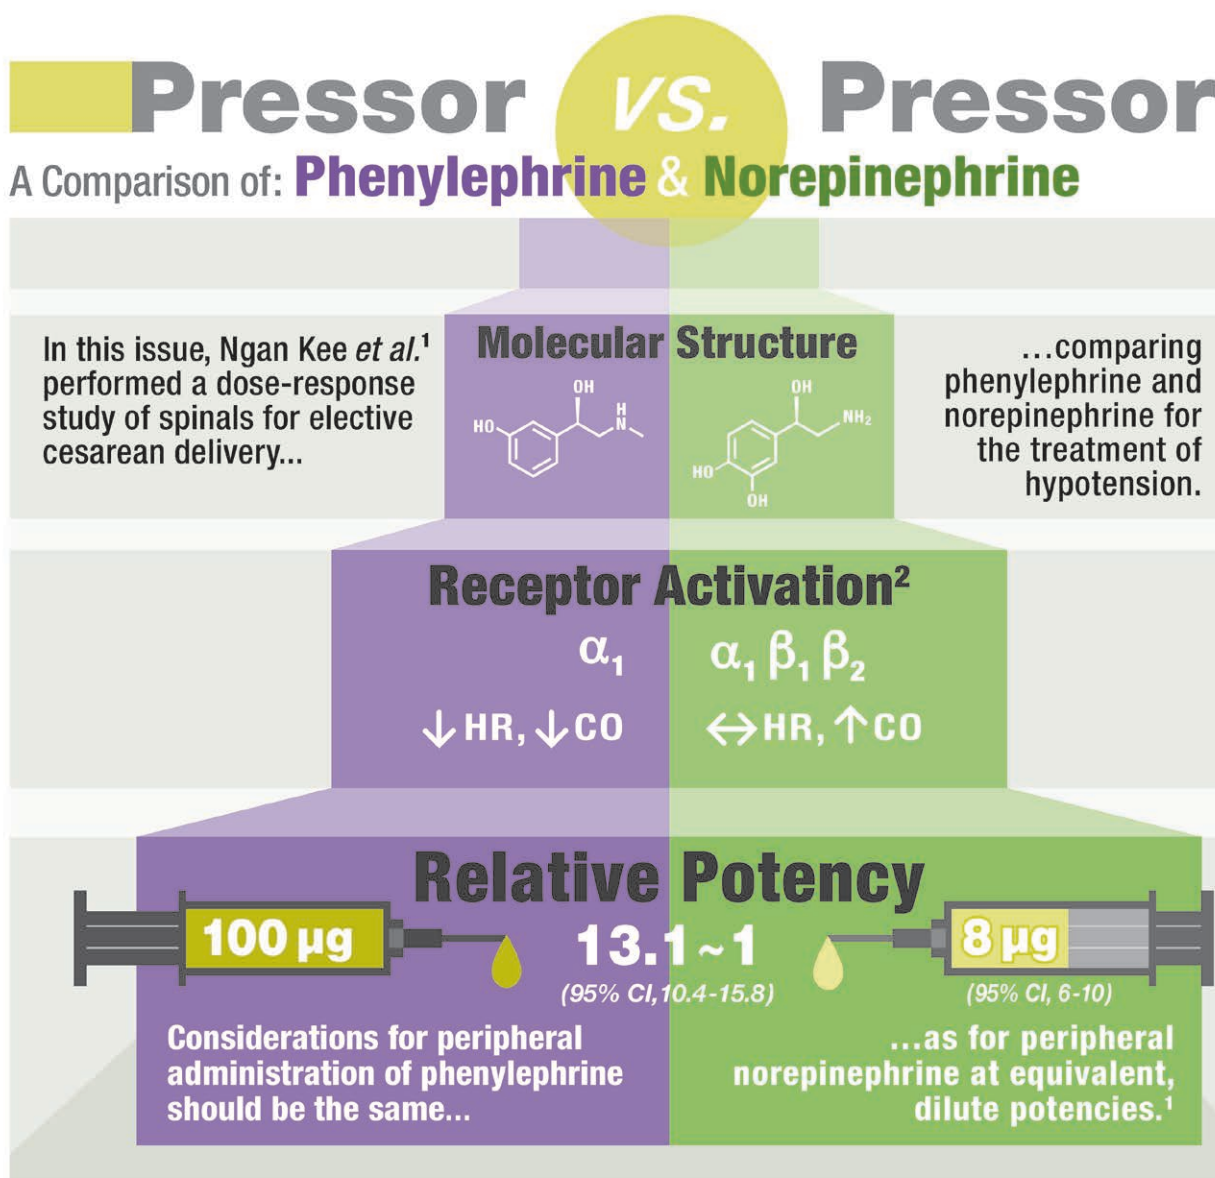 Pressor VS. Pressor
A Comparison of: Phenylephrine & Norepinephrine
In this issue, Ngan Kee et al.¹
performed a dose-response
study of spinals for elective
cesarean delivery...
Molecular Structure
OH
HO
H
N
OH
NH₂
HO
OH
...comparing
phenylephrine and
norepinephrine for
the treatment of
hypotension.
Receptor Activation²
α₁
α₁ β₁ β₂
↓HR, ↓CO
↔HR, ↑CO
Relative Potency
100 µg
13.1 ~ 1
8 µg
(95% CI, 10.4-15.8)
(95% CI, 6-10)
Considerations for peripheral
administration of phenylephrine
should be the same...
...as for peripheral
norepinephrine at equivalent,
dilute potencies.¹